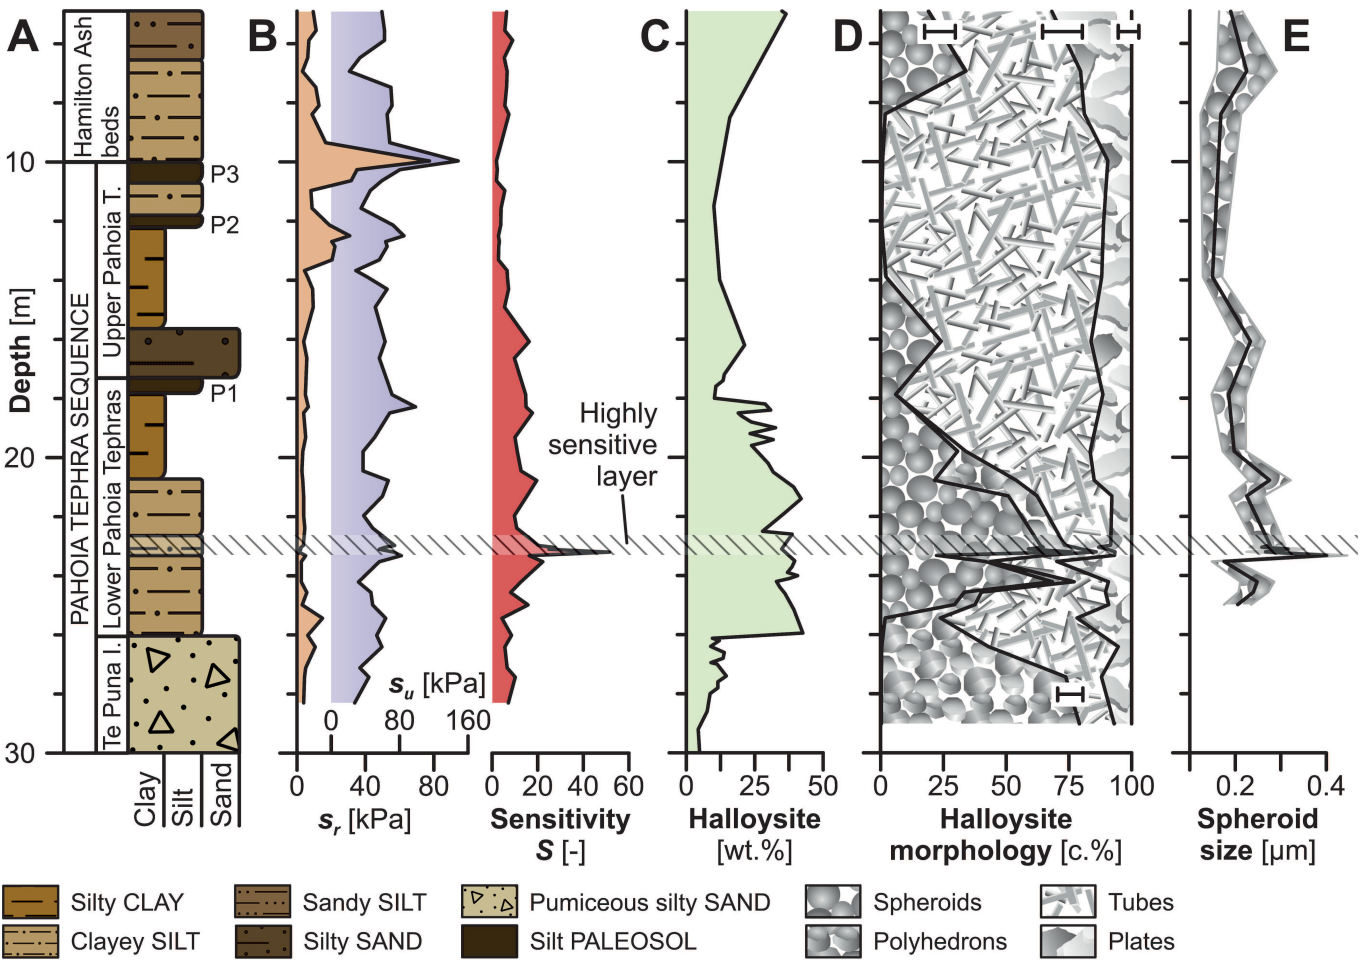 A
B
C
D
E
Depth [m]
10
20
30
PAHOIA TEPHRA SEQUENCE
Hamilton Ash
beds
Upper Pahoia T.
Lower Pahoia Tephras
Te Puna I.
P3
P2
P1
Clay
Silt
Sand
Highly
sensitive
layer
su [kPa]
0 80 160
0 40 80
sr [kPa]
0 20 40 60
Sensitivity
S [-]
0 25 50
Halloysite
[wt.%]
0 25 50 75 100
Halloysite
morphology [c.%]
0.2 0.4
Spheroid
size [µm]
Silty CLAY
Sandy SILT
Pumiceous silty SAND
Spheroids
Tubes
Clayey SILT
Silty SAND
Silt PALEOSOL
Polyhedrons
Plates